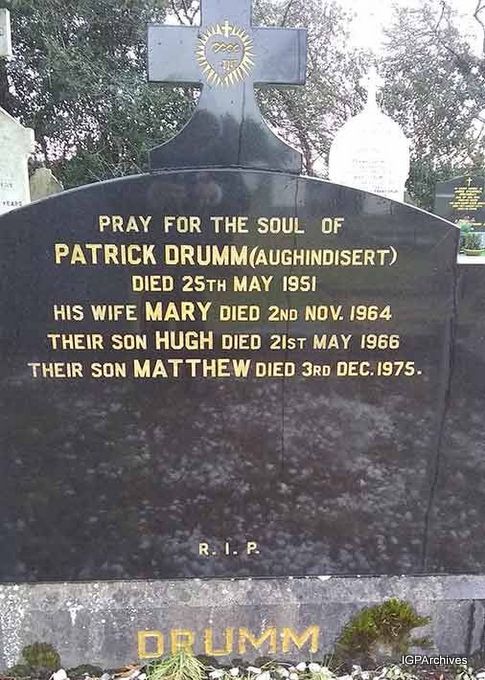 PRAY FOR THE SOUL OF
PATRICK DRUMM (AUGHINDISERT)
DIED 25TH MAY 1951
HIS WIFE MARY DIED 2ND NOV. 1964
THEIR SON HUGH DIED 21ST MAY 1966
THEIR SON MATTHEW DIED 3RD DEC. 1975.
R. I. P.
DRUMM
IGPArchives